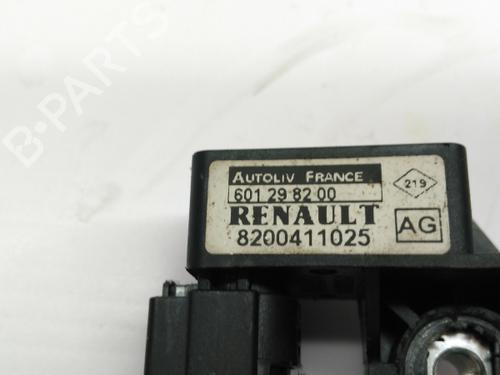 B-PARTS
AUTOLIV FRANCE
601 29 82 00
RENAULT
8200411025
219
AG